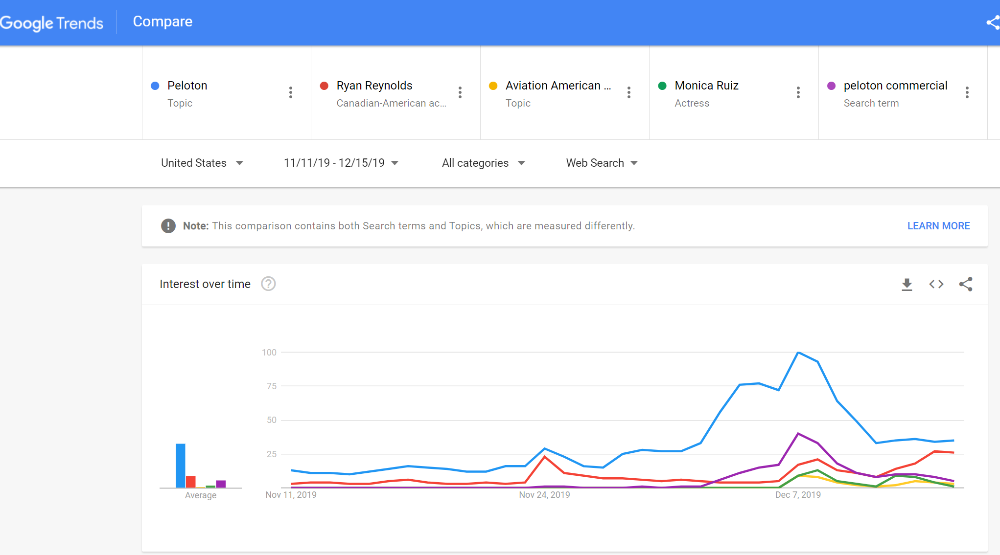 Google Trends
Compare
Peloton
Topic
Ryan Reynolds
Canadian-American ac...
Aviation American ...
Topic
Monica Ruiz
Actress
peloton commercial
Search term
United States
11/11/19 - 12/15/19
All categories
Web Search
Note: This comparison contains both Search terms and Topics, which are measured differently.
LEARN MORE
Interest over time
100
75
50
25
Average
Nov 11, 2019
Nov 24, 2019
Dec 7, 2019